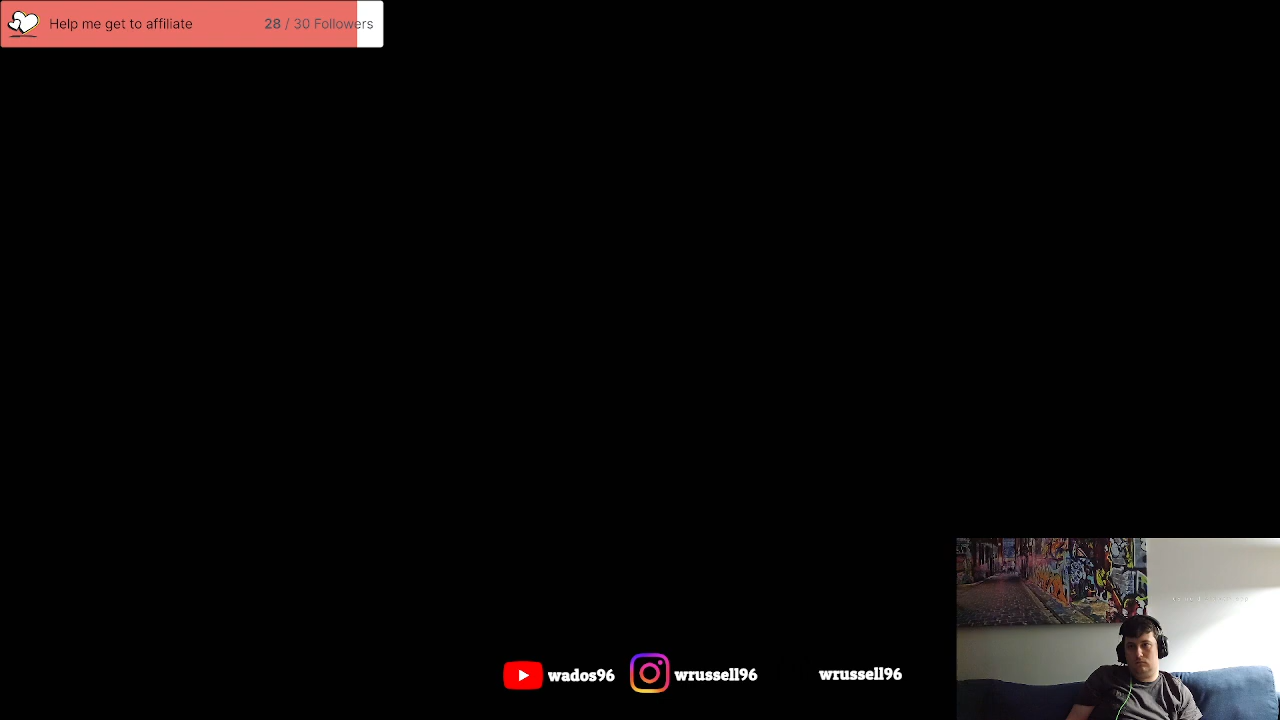 Help me get to affiliate 28 / 30 Followers
wados96 wrussell96 wrussell96